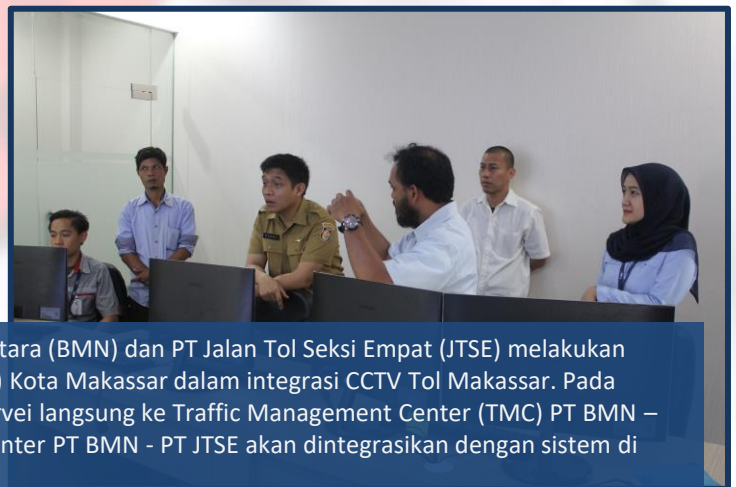 tara (BMN) dan PT Jalan Tol Seksi Empat (JTSE) melakukan
) Kota Makassar dalam integrasi CCTV Tol Makassar. Pada
rvei langsung ke Traffic Management Center (TMC) PT BMN –
nter PT BMN - PT JTSE akan dintegrasikan dengan sistem di